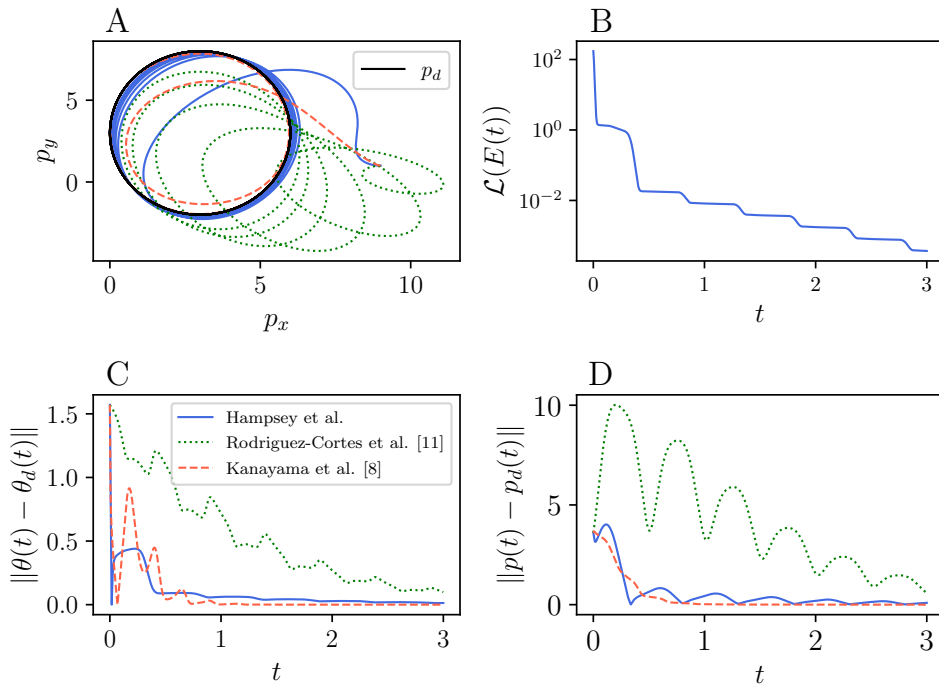 A
B
p_d
p_y
5
0
0
5
10
p_x
𝓛(E(t))
10^2
10^0
10^{-2}
0
1
2
3
t
C
D
Hampsey et al.
Rodriguez-Cortes et al. [11]
Kanayama et al. [8]
||θ(t) − θ_d(t)||
1.5
1.0
0.5
0.0
0
1
2
3
t
||p(t) − p_d(t)||
10
5
0
0
1
2
3
t